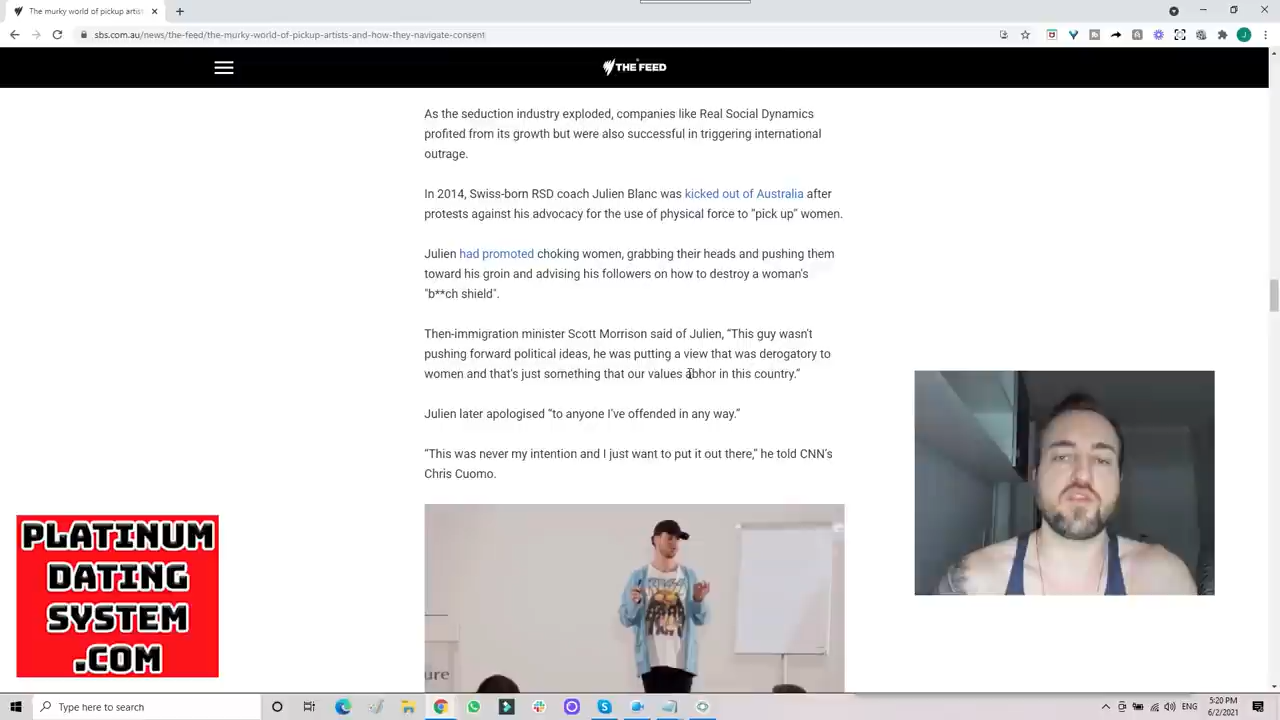 The murky world of pickup artist
sbs.com.au/news/the-feed/the-murky-world-of-pickup-artists-and-how-they-navigate-consent
THE FEED
As the seduction industry exploded, companies like Real Social Dynamics
profited from its growth but were also successful in triggering international
outrage.
In 2014, Swiss-born RSD coach Julien Blanc was kicked out of Australia after
protests against his advocacy for the use of physical force to “pick up” women.
Julien had promoted choking women, grabbing their heads and pushing them
toward his groin and advising his followers on how to destroy a woman's
"b**ch shield".
Then-immigration minister Scott Morrison said of Julien, “This guy wasn’t
pushing forward political ideas, he was putting a view that was derogatory to
women and that's just something that our values abhor in this country.”
Julien later apologised “to anyone I've offended in any way.”
“This was never my intention and I just want to put it out there,” he told CNN’s
Chris Cuomo.
PLATINUM
DATING
SYSTEM
.COM
ure
Type here to search
ENG
5:20 PM
6/2/2021